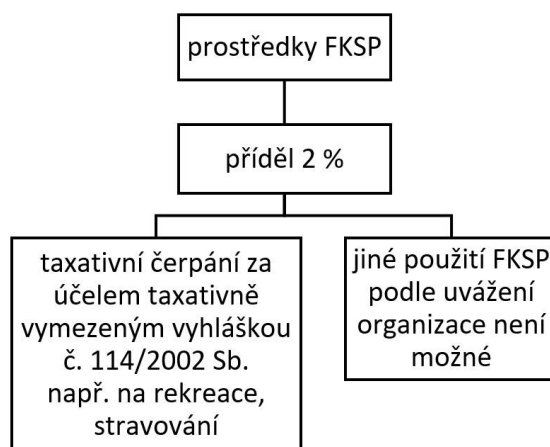 prostředky FKSP
příděl 2 %
taxativní čerpání za
účelem taxativně
vymezeným vyhláškou
č. 114/2002 Sb.
např. na rekreace,
stravování
jiné použití FKSP
podle uvážení
organizace není
možné